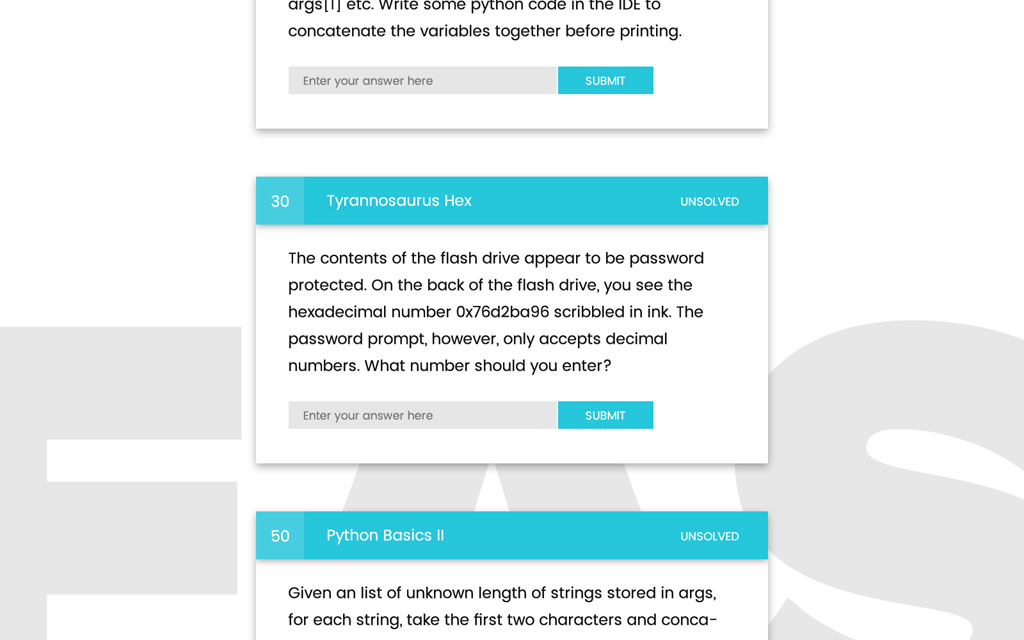 args[1] etc. Write some python code in the IDE to
concatenate the variables together before printing.
Enter your answer here
SUBMIT
30
Tyrannosaurus Hex
UNSOLVED
The contents of the flash drive appear to be password
protected. On the back of the flash drive, you see the
hexadecimal number 0x76d2ba96 scribbled in ink. The
password prompt, however, only accepts decimal
numbers. What number should you enter?
Enter your answer here
SUBMIT
50
Python Basics II
UNSOLVED
Given an list of unknown length of strings stored in args,
for each string, take the first two characters and conca-